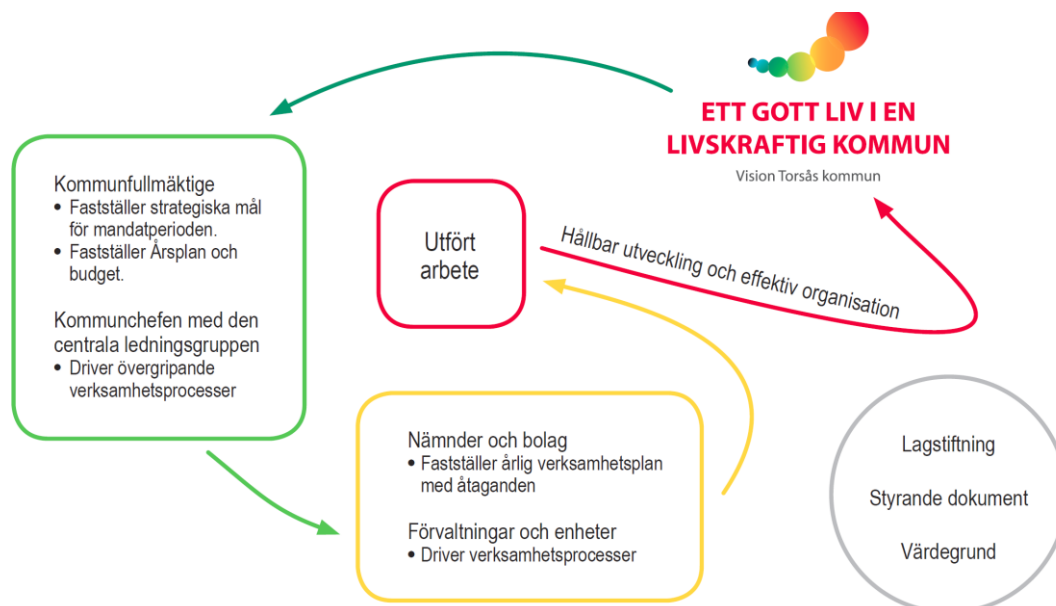 ETT GOTT LIV I EN
LIVSKRAFTIG KOMMUN
Vision Torsås kommun
Kommunfullmäktige
• Fastställer strategiska mål
för mandatperioden.
• Fastställer Årsplan och
budget.
Kommunchefen med den
centrala ledningsgruppen
• Driver övergripande
verksamhetsprocesser
Utfört
arbete
Hållbar utveckling och effektiv organisation
Nämnder och bolag
• Fastställer årlig verksamhetsplan
med åtaganden
Förvaltningar och enheter
• Driver verksamhetsprocesser
Lagstiftning
Styrande dokument
Värdegrund